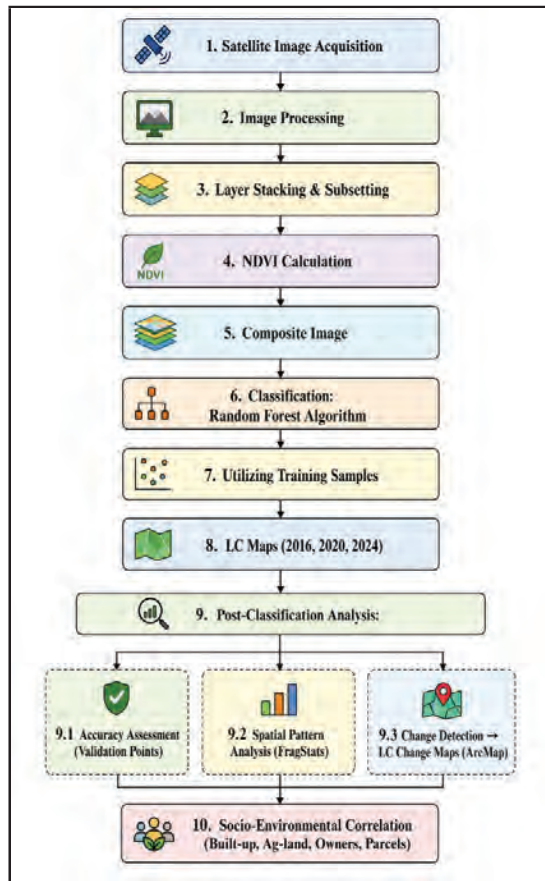 1. Satellite Image Acquisition
2. Image Processing
3. Layer Stacking & Subsetting
NDVI
4. NDVI Calculation
5. Composite Image
6. Classification:
Random Forest Algorithm
7. Utilizing Training Samples
8. LC Maps (2016, 2020, 2024)
9. Post-Classification Analysis:
9.1 Accuracy Assessment
(Validation Points)
9.2 Spatial Pattern
Analysis (FragStats)
9.3 Change Detection →
LC Change Maps (ArcMap)
10. Socio-Environmental Correlation
(Built-up, Ag-land, Owners, Parcels)